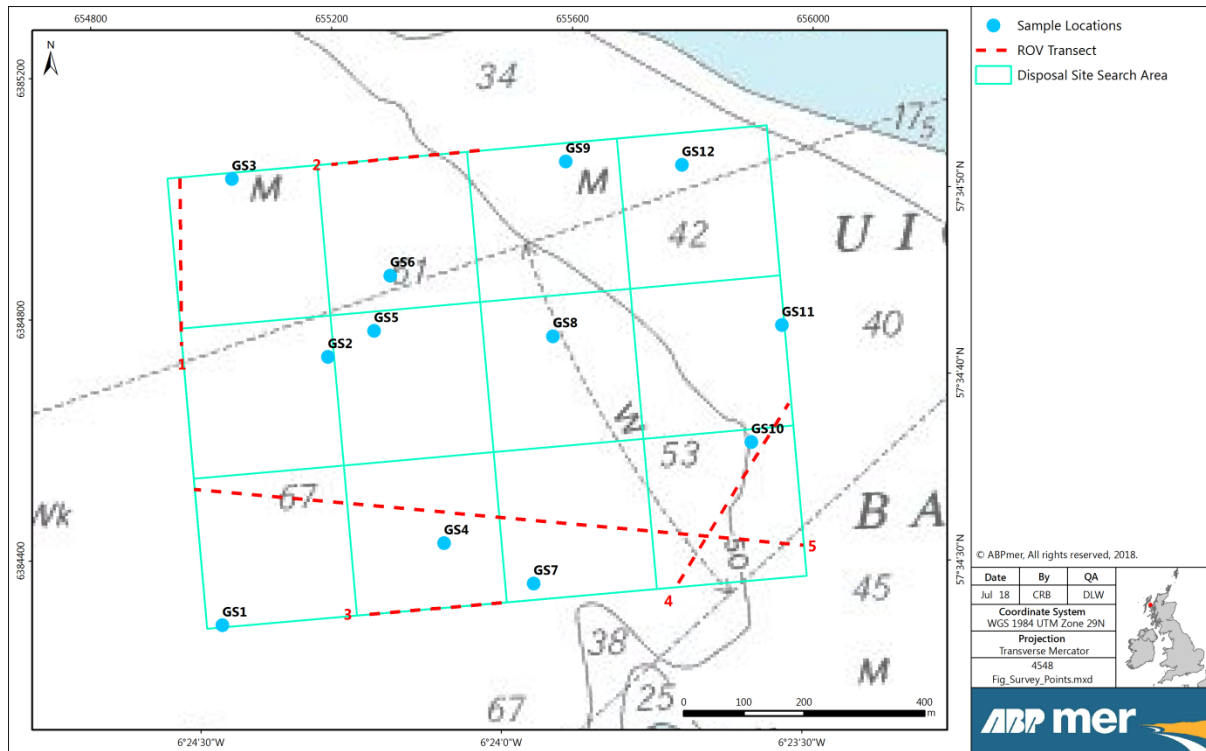 654800
655200
655600
656000
N
6385200
6384800
6384400
57°34'50"N
57°34'40"N
57°34'30"N
34
17₅
GS3
M
2
GS9
M
GS12
42
U I
GS6
51
GS5
GS2
1
GS8
GS11
40
W
GS10
53
67
Wk
B A
GS4
5
50
GS7
4
3
GS1
45
38
M
25
67
0
100
200
400
m
6°24'30"W
6°24'0"W
6°23'30"W
Sample Locations
ROV Transect
Disposal Site Search Area
© ABPmer, All rights reserved, 2018.
Date By QA
Jul 18 CRB DLW
Coordinate System
WGS 1984 UTM Zone 29N
Projection
Transverse Mercator
4548
Fig_Survey_Points.mxd
ABPmer